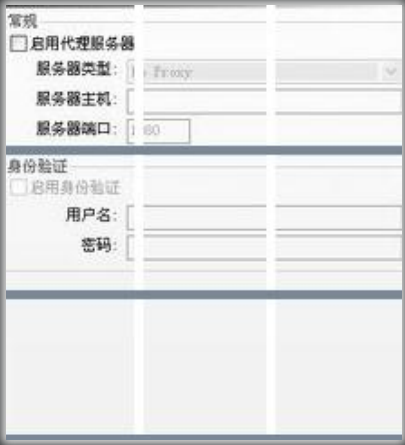 常规
启用代理服务器
服务器类型: Proxy
服务器主机:
服务器端口:
身份验证
启用身份验证
用户名:
密码: